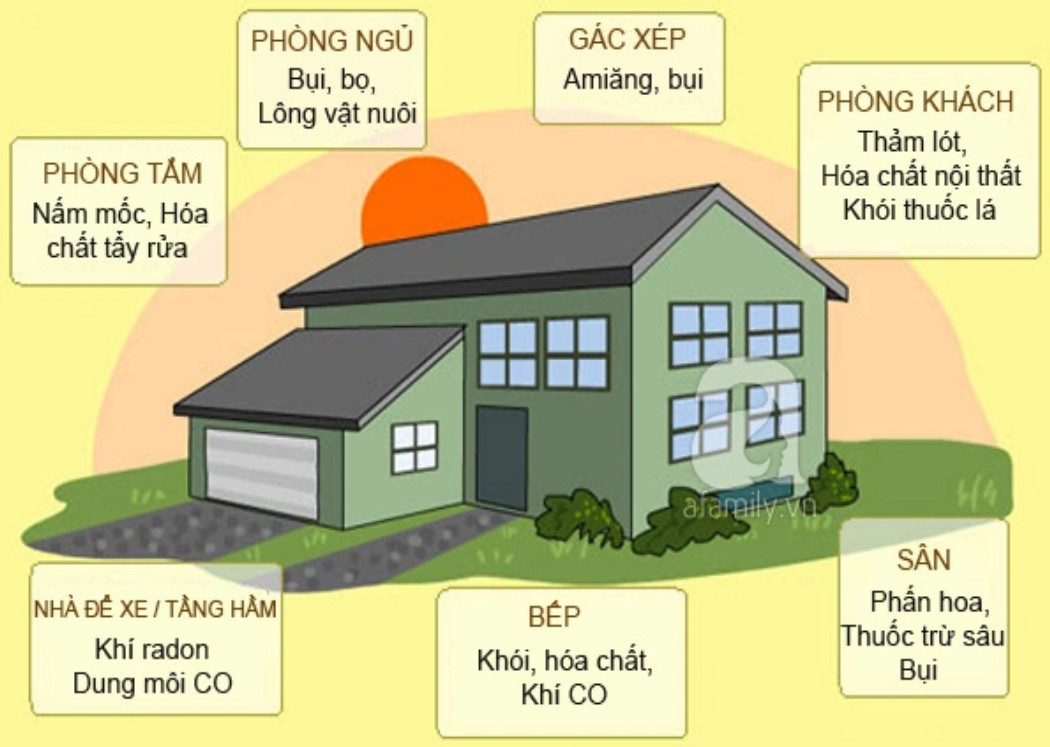 PHÒNG NGỦ
Bụi, bọ,
Lông vật nuôi
GÁC XÉP
Amiăng, bụi
PHÒNG KHÁCH
Thảm lót,
Hóa chất nội thất
Khói thuốc lá
PHÒNG TẮM
Nấm mốc, Hóa
chất tẩy rửa
afamily.vn
NHÀ ĐỂ XE / TẦNG HẦM
Khí radon
Dung môi CO
BẾP
Khói, hóa chất,
Khí CO
SÂN
Phấn hoa,
Thuốc trừ sâu
Bụi